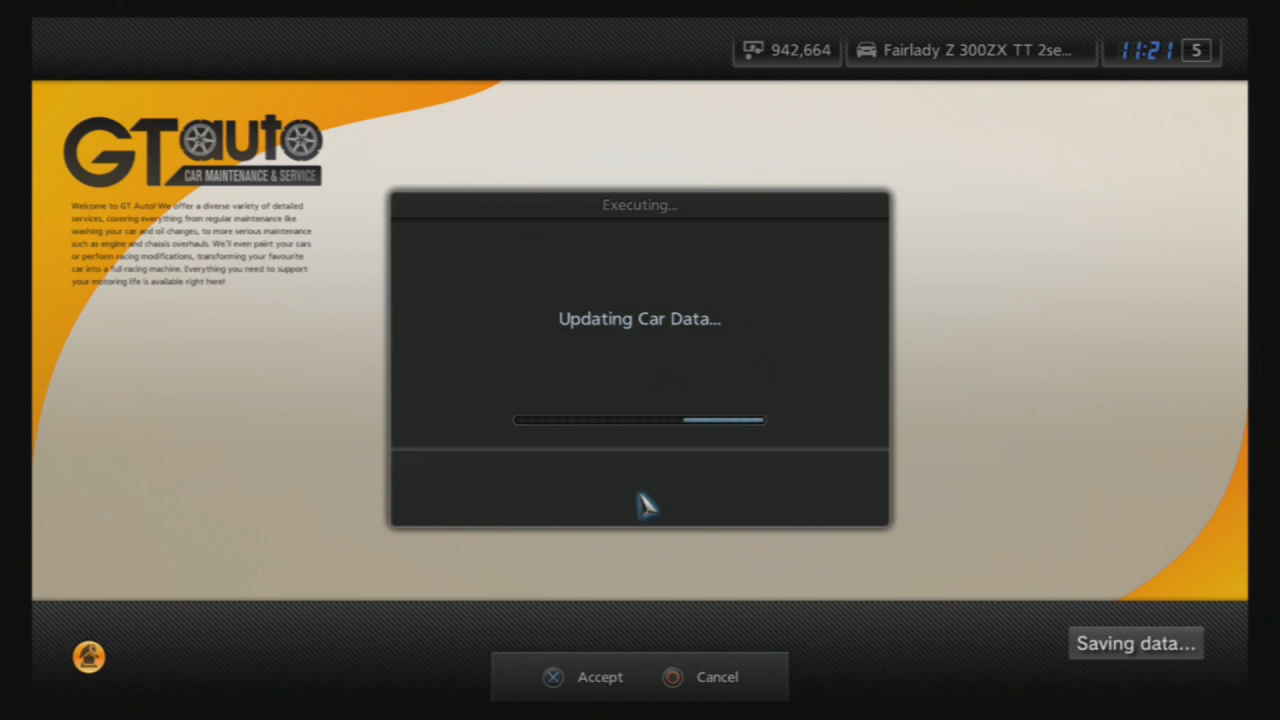 942,664
Fairlady Z 300ZX TT 2se...
11:21
5
GT auto
CAR MAINTENANCE & SERVICE
Welcome to GT Auto! We offer a diverse variety of detailed
services, covering everything from regular maintenance like
washing your car and oil changes, to more serious maintenance
such as engine and chassis overhauls. We'll even paint your cars
or perform racing modifications, transforming your favourite
car into a full racing machine. Everything you need to support
your motoring life is available right here!
Executing...
Updating Car Data...
Saving data...
Accept
Cancel